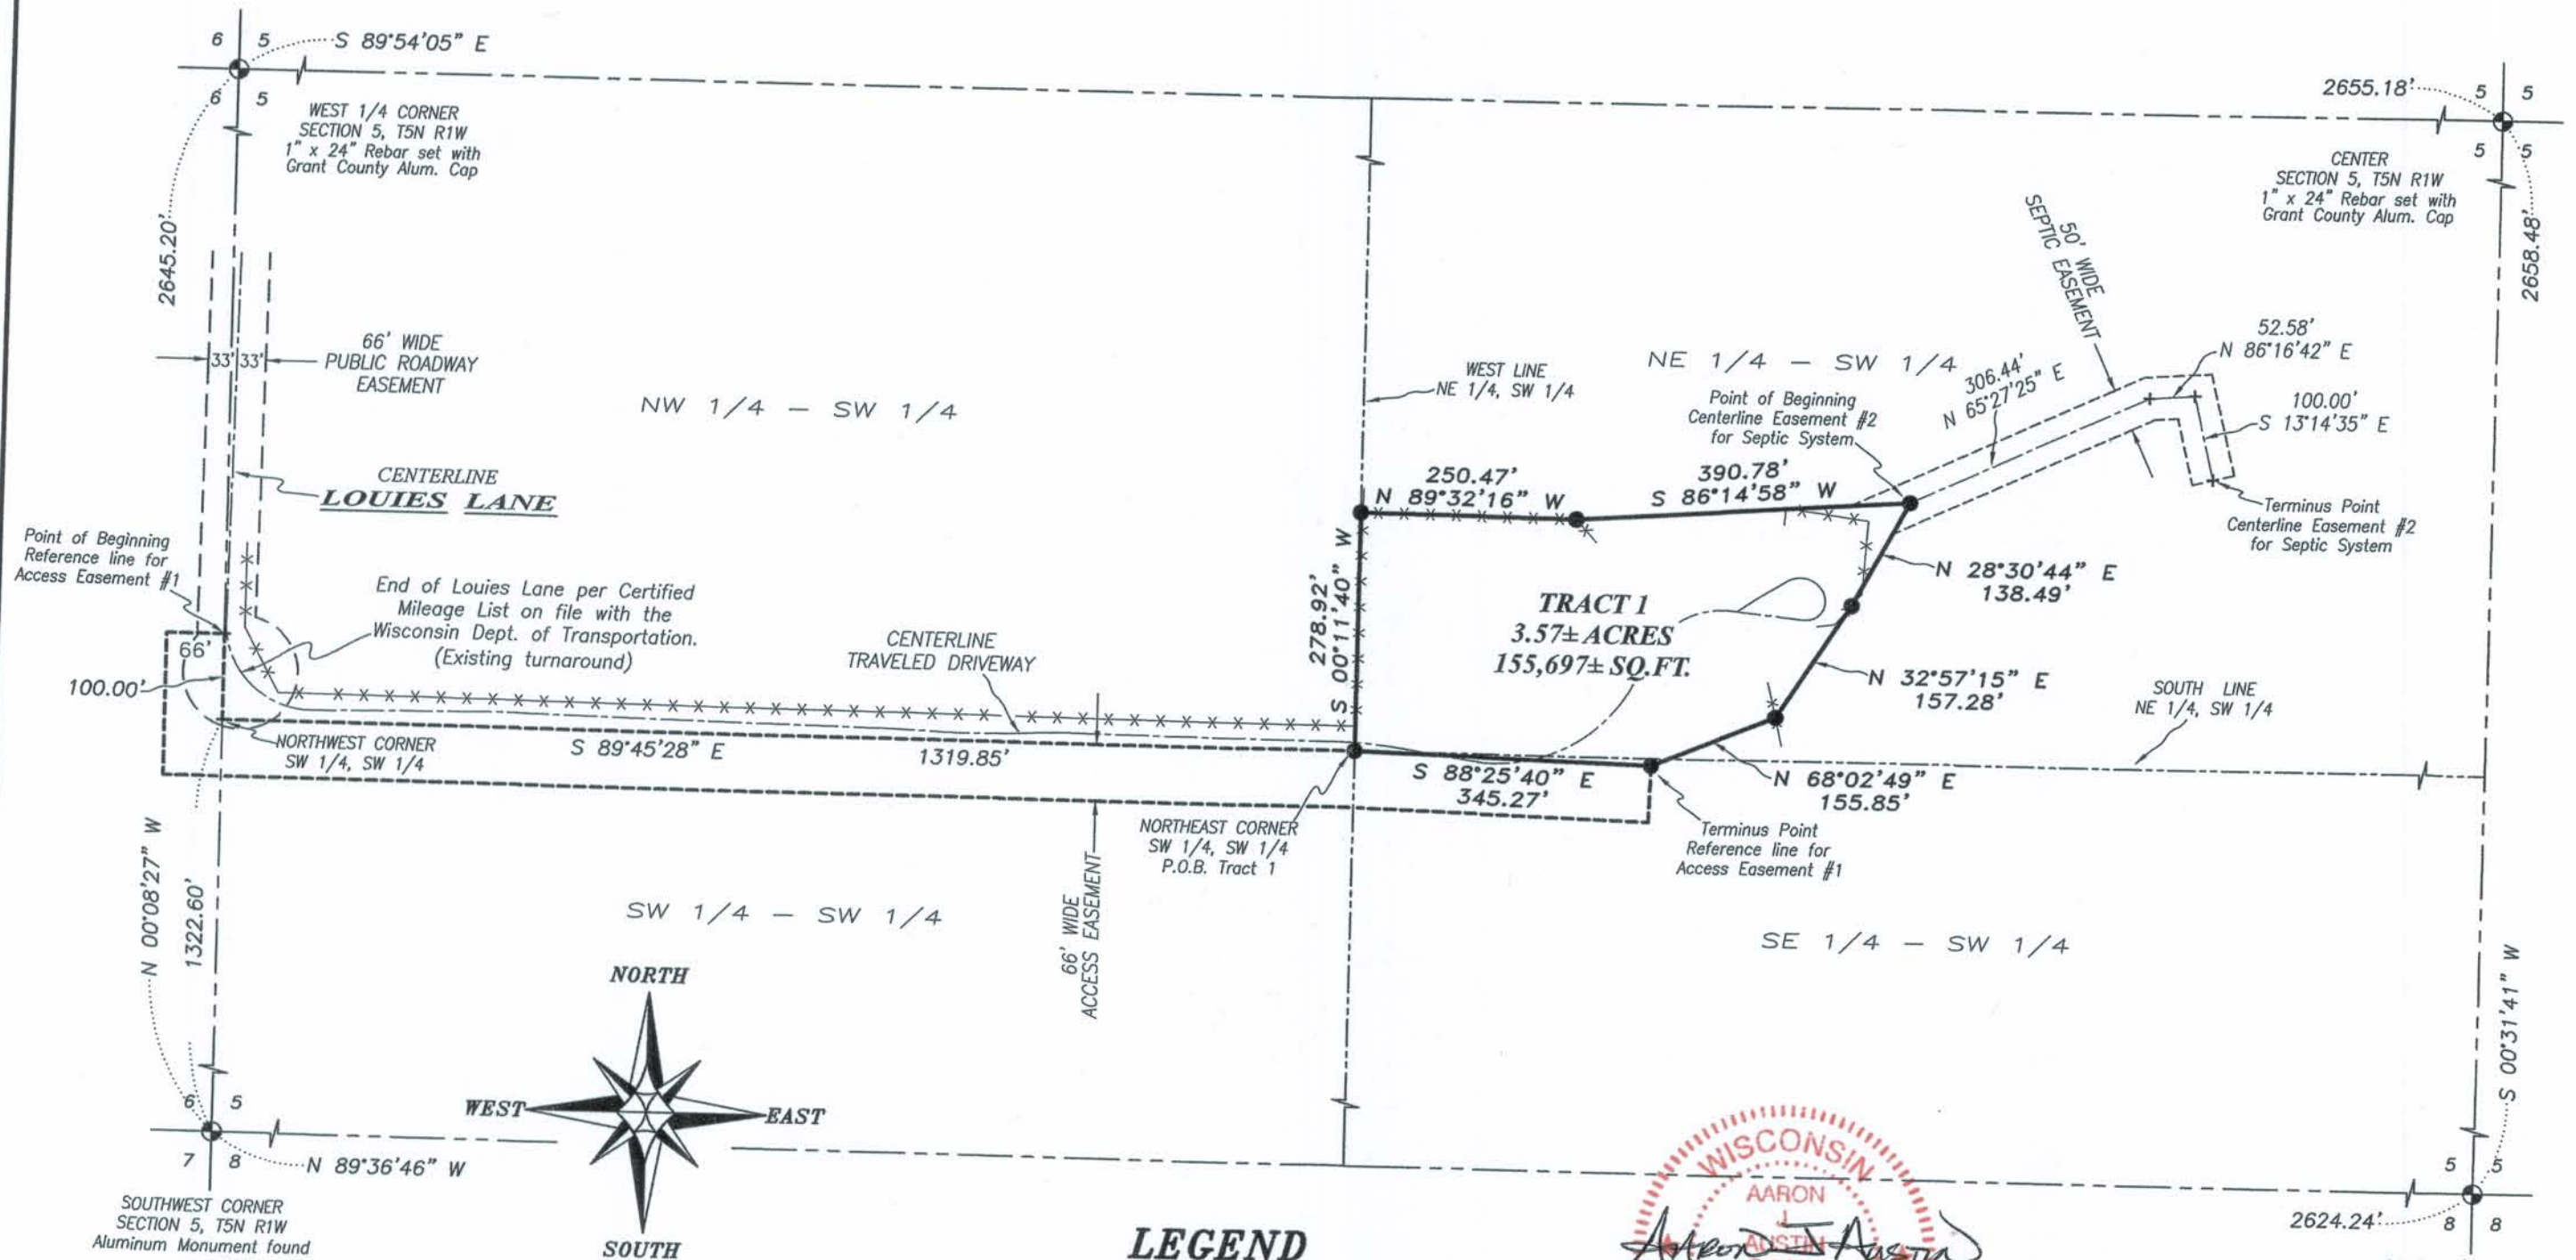 6 5
S 89°54'05" E
6 5
WEST 1/4 CORNER
SECTION 5, T5N R1W
1" x 24" Rebar set with
Grant County Alum. Cap
2655.18'
5 5
5 5
CENTER
SECTION 5, T5N R1W
1" x 24" Rebar set with
Grant County Alum. Cap
2645.20'
2658.48'
50' WIDE
SEPTIC EASEMENT
66' WIDE
PUBLIC ROADWAY
EASEMENT
33' 33'
NW 1/4 - SW 1/4
WEST LINE
NE 1/4, SW 1/4
NE 1/4 - SW 1/4
52.58'
N 86°16'42" E
306.44'
N 65°27'25" E
100.00'
S 13°14'35" E
Point of Beginning
Centerline Easement #2
for Septic System
CENTERLINE
LOUIES LANE
250.47'
N 89°32'16" W
390.78'
S 86°14'58" W
Terminus Point
Centerline Easement #2
for Septic System
Point of Beginning
Reference line for
Access Easement #1
End of Louies Lane per Certified
Mileage List on file with the
Wisconsin Dept. of Transportation.
(Existing turnaround)
278.92'
S 00°11'40" W
N 28°30'44" E
138.49'
TRACT 1
3.57± ACRES
155,697± SQ.FT.
CENTERLINE
TRAVELED DRIVEWAY
66'
100.00'
N 32°57'15" E
157.28'
SOUTH LINE
NE 1/4, SW 1/4
NORTHWEST CORNER
SW 1/4, SW 1/4
S 89°45'28" E
1319.85'
S 88°25'40" E
345.27'
N 68°02'49" E
155.85'
NORTHEAST CORNER
SW 1/4, SW 1/4
P.O.B. Tract 1
Terminus Point
Reference line for
Access Easement #1
N 00°08'27" W
1322.60'
SW 1/4 - SW 1/4
66' WIDE
ACCESS EASEMENT
SE 1/4 - SW 1/4
S 00°31'41" W
NORTH
WEST
EAST
SOUTH
6 5
7 8
N 89°36'46" W
SOUTHWEST CORNER
SECTION 5, T5N R1W
Aluminum Monument found
LEGEND
WISCONSIN
AARON
J.
AUSTIN
Aaron J Austin
5 5
2624.24'
8 8